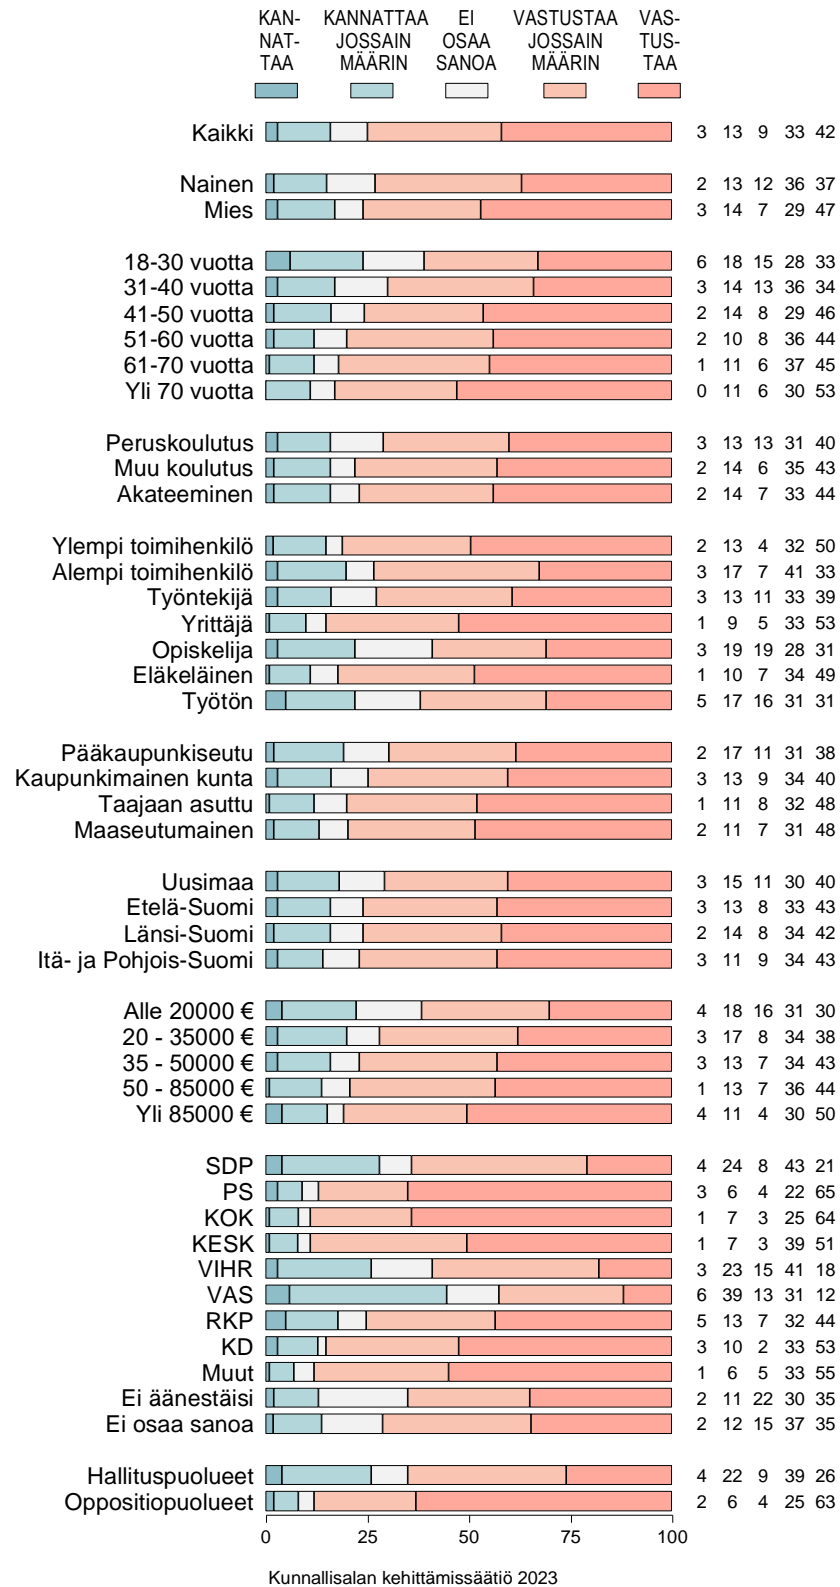 KAN-
NAT-
TAA
KANNATTAA
JOSSAIN
MÄÄRIN
EI
OSAA
SANOA
VASTUSTAA
JOSSAIN
MÄÄRIN
VAS-
TUS-
TAA
Kaikki 3 13 9 33 42
Nainen 2 13 12 36 37
Mies 3 14 7 29 47
18-30 vuotta 6 18 15 28 33
31-40 vuotta 3 14 13 36 34
41-50 vuotta 2 14 8 29 46
51-60 vuotta 2 10 8 36 44
61-70 vuotta 1 11 6 37 45
Yli 70 vuotta 0 11 6 30 53
Peruskoulutus 3 13 13 31 40
Muu koulutus 2 14 6 35 43
Akateeminen 2 14 7 33 44
Ylempi toimihenkilö 2 13 4 32 50
Alempi toimihenkilö 3 17 7 41 33
Työntekijä 3 13 11 33 39
Yrittäjä 1 9 5 33 53
Opiskelija 3 19 19 28 31
Eläkeläinen 1 10 7 34 49
Työtön 5 17 16 31 31
Pääkaupunkiseutu 2 17 11 31 38
Kaupunkimainen kunta 3 13 9 34 40
Taajaan asuttu 1 11 8 32 48
Maaseutumainen 2 11 7 31 48
Uusimaa 3 15 11 30 40
Etelä-Suomi 3 13 8 33 43
Länsi-Suomi 2 14 8 34 42
Itä- ja Pohjois-Suomi 3 11 9 34 43
Alle 20000 € 4 18 16 31 30
20 - 35000 € 3 17 8 34 38
35 - 50000 € 3 13 7 34 43
50 - 85000 € 1 13 7 36 44
Yli 85000 € 4 11 4 30 50
SDP 4 24 8 43 21
PS 3 6 4 22 65
KOK 1 7 3 25 64
KESK 1 7 3 39 51
VIHR 3 23 15 41 18
VAS 6 39 13 31 12
RKP 5 13 7 32 44
KD 3 10 2 33 53
Muut 1 6 5 33 55
Ei äänestäisi 2 11 22 30 35
Ei osaa sanoa 2 12 15 37 35
Hallituspuolueet 4 22 9 39 26
Oppositiopuolueet 2 6 4 25 63
0 25 50 75 100
Kunnallisalan kehittämissäätiö 2023